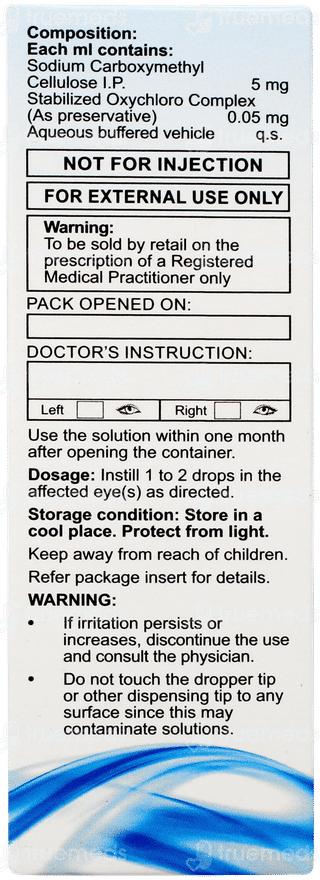 truemeds
Composition:
Each ml contains:
Sodium Carboxymethyl
Cellulose I.P. 5 mg
Stabilized Oxychloro Complex
(As preservative) 0.05 mg
Aqueous buffered vehicle q.s.
NOT FOR INJECTION
FOR EXTERNAL USE ONLY
Warning:
To be sold by retail on the
prescription of a Registered
Medical Practitioner only
PACK OPENED ON:
DOCTOR'S INSTRUCTION:
Left Right
Use the solution within one month
after opening the container.
Dosage: Instill 1 to 2 drops in the
affected eye(s) as directed.
Storage condition: Store in a
cool place. Protect from light.
Keep away from reach of children.
Refer package insert for details.
WARNING:
• If irritation persists or
increases, discontinue the use
and consult the physician.
• Do not touch the dropper tip
or other dispensing tip to any
surface since this may
contaminate solutions.
truemeds